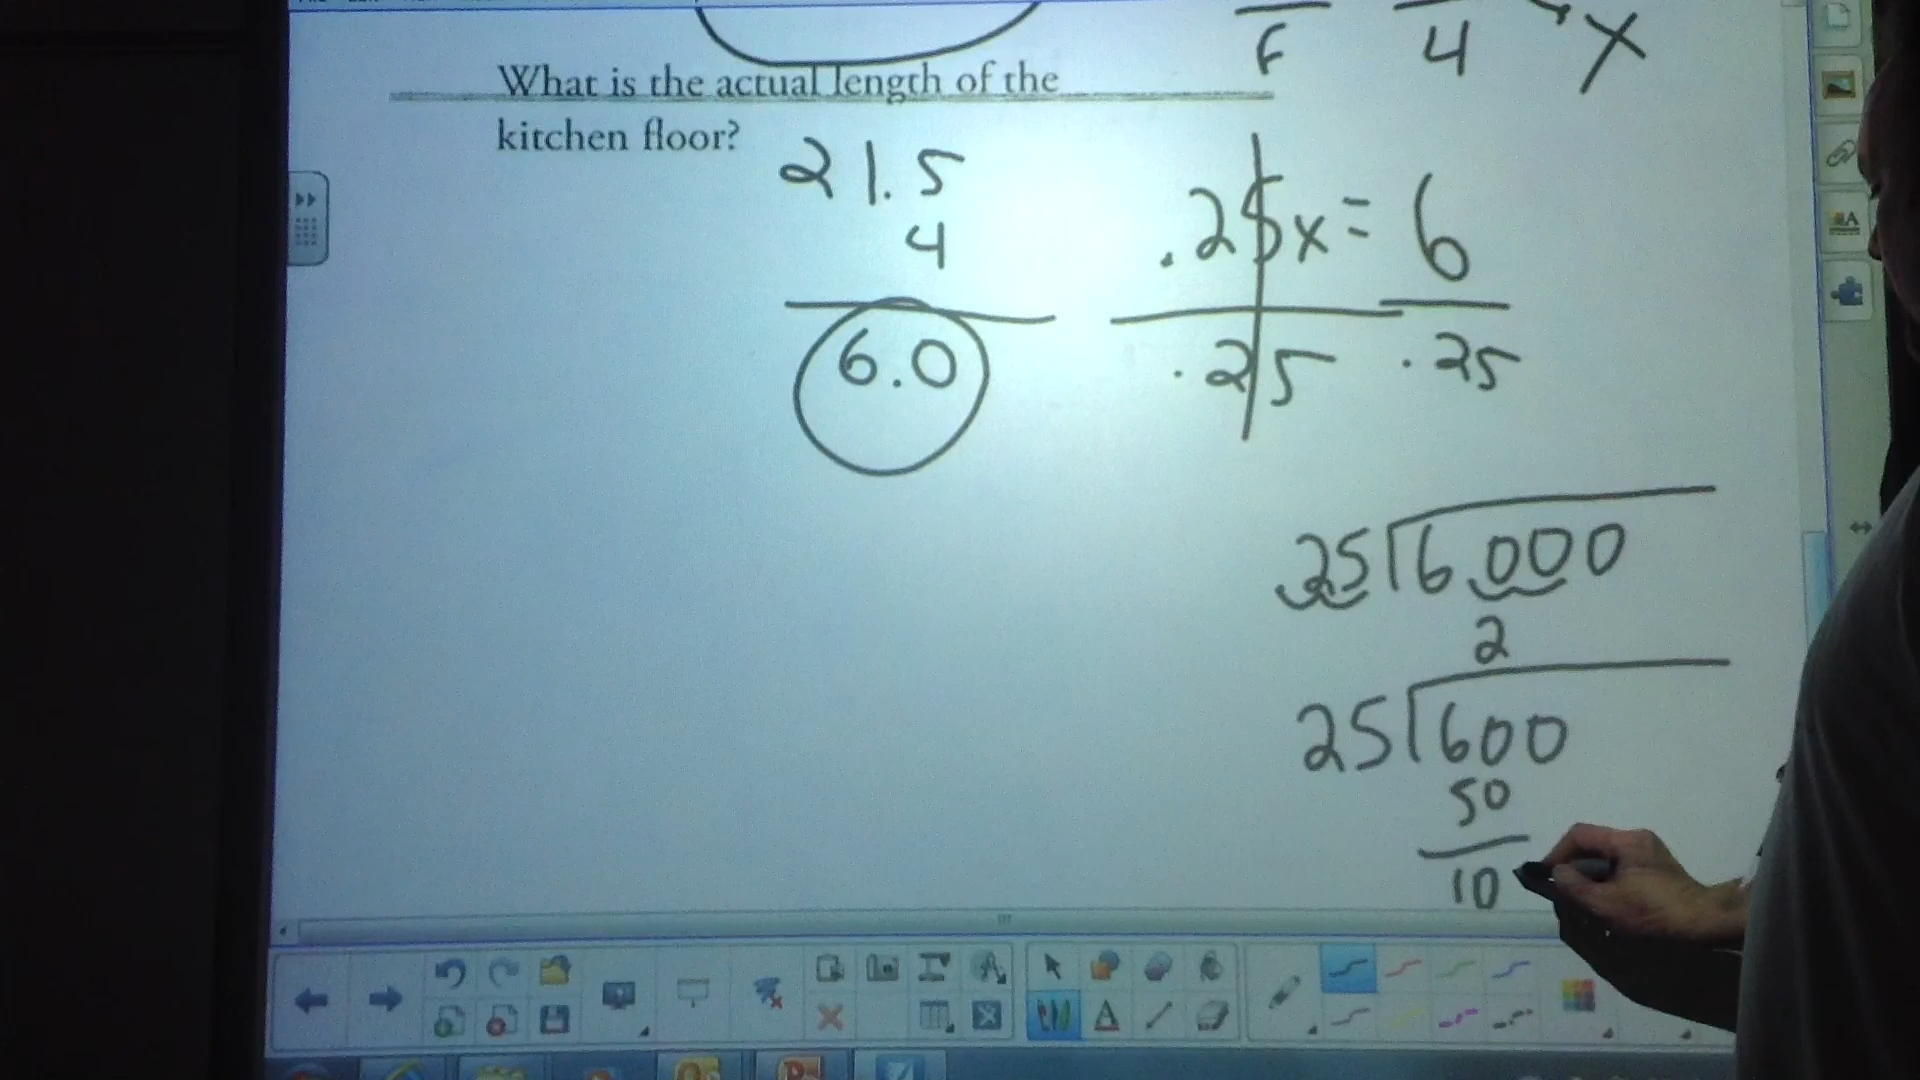 4 X
What is the actual length of the
kitchen floor?
21.5
4
6.0
.25x = 6
.25 .25
25 6.000
2
25 600
50
10